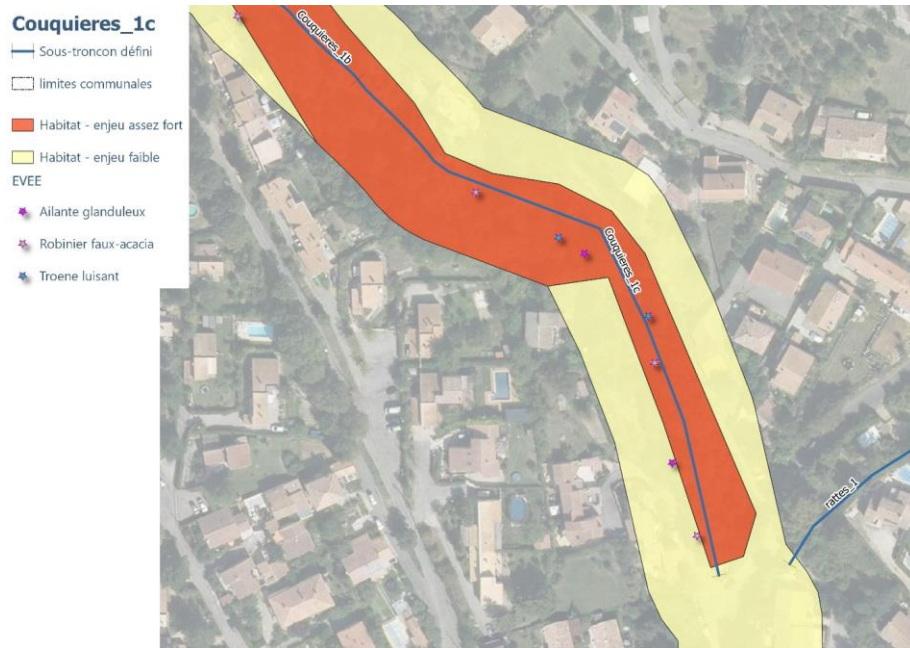 Couquieres_1c
Sous-troncon défini
limites communales
Habitat - enjeu assez fort
Habitat - enjeu faible
EVEE
Ailante glanduleux
Robinier faux-acacia
Troene luisant
Couquieres_1b
Couquieres_1c
rattes_1